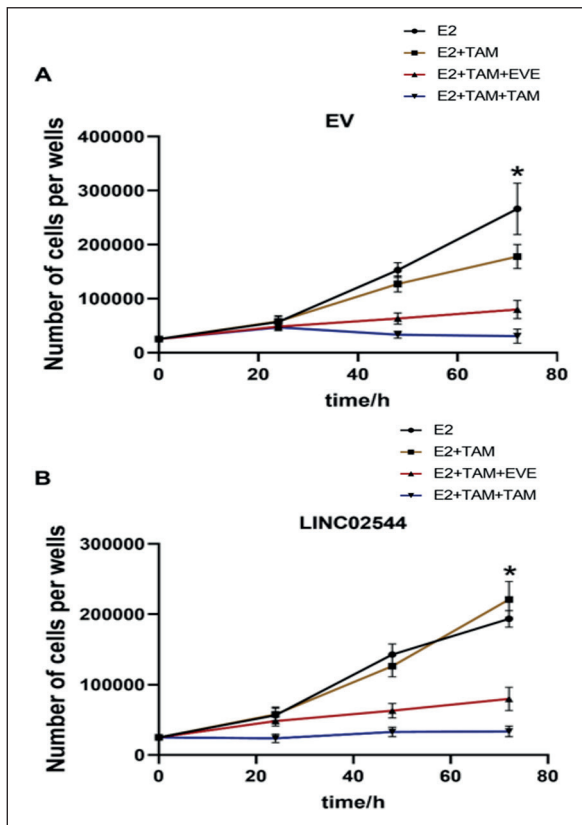 E2
E2+TAM
E2+TAM+EVE
E2+TAM+TAM
A
EV
Number of cells per wells
400000
300000
200000
100000
0
*
0 20 40 60 80
time/h
E2
E2+TAM
E2+TAM+EVE
E2+TAM+TAM
B
LINC02544
Number of cells per wells
300000
200000
100000
0
*
0 20 40 60 80
time/h